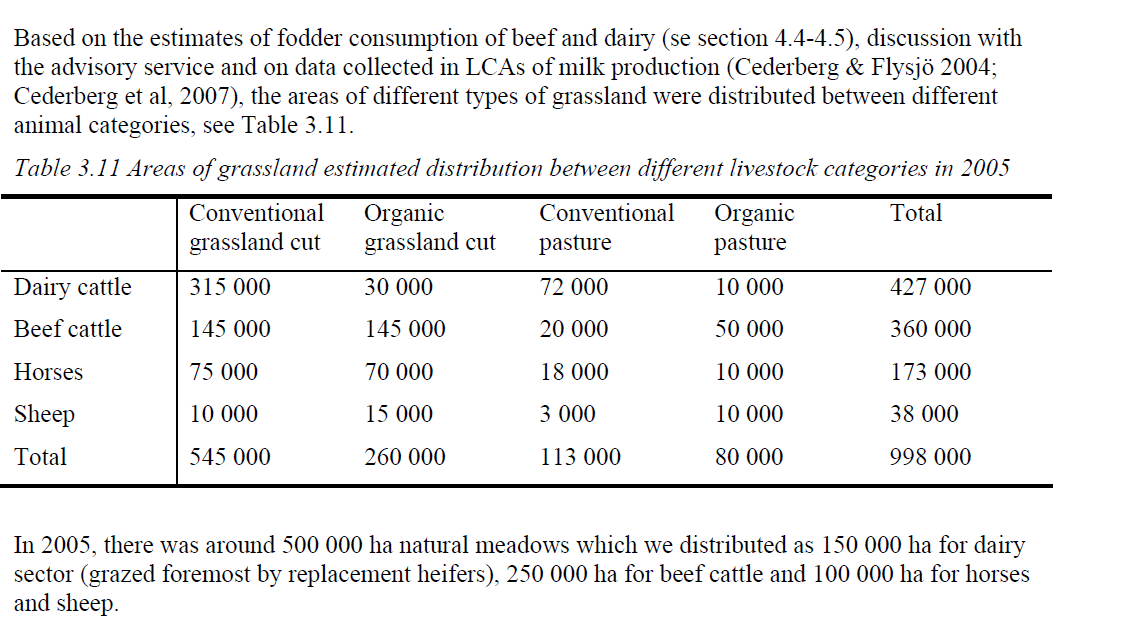 Based on the estimates of fodder consumption of beef and dairy (se section 4.4-4.5), discussion with
the advisory service and on data collected in LCAs of milk production (Cederberg & Flysjö 2004;
Cederberg et al, 2007), the areas of different types of grassland were distributed between different
animal categories, see Table 3.11.
Table 3.11 Areas of grassland estimated distribution between different livestock categories in 2005
Conventional Organic Conventional Organic Total
grassland cut grassland cut pasture pasture
Dairy cattle 315 000 30 000 72 000 10 000 427 000
Beef cattle 145 000 145 000 20 000 50 000 360 000
Horses 75 000 70 000 18 000 10 000 173 000
Sheep 10 000 15 000 3 000 10 000 38 000
Total 545 000 260 000 113 000 80 000 998 000
In 2005, there was around 500 000 ha natural meadows which we distributed as 150 000 ha for dairy
sector (grazed foremost by replacement heifers), 250 000 ha for beef cattle and 100 000 ha for horses
and sheep.